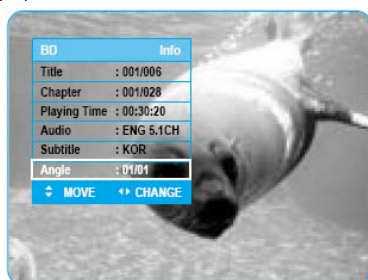 BD Info
Title : 001/006
Chapter : 001/028
Playing Time : 00:30:20
Audio : ENG 5.1CH
Subtitle : KOR
Angle : 01/01
MOVE CHANGE